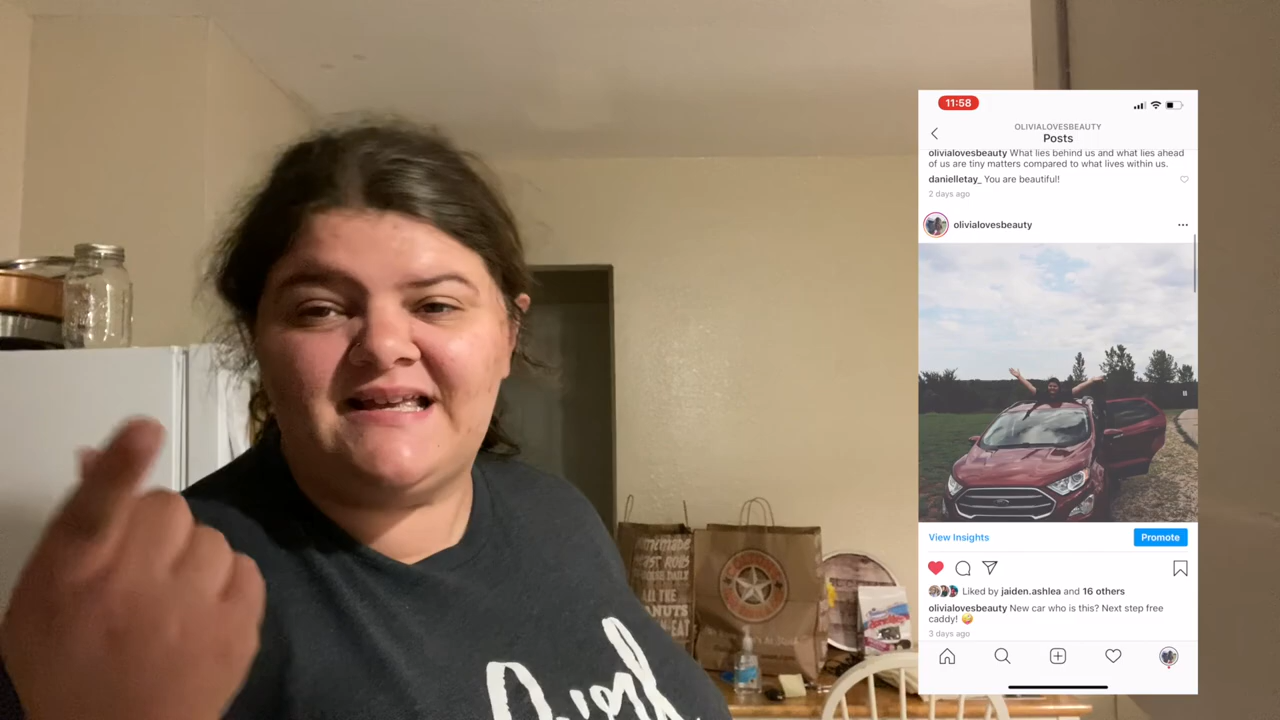 11:58
OLIVIALOVESBEAUTY
Posts
olivialovesbeauty What lies behind us and what lies ahead
of us are tiny matters compared to what lives within us.
danielletay_ You are beautiful!
2 days ago
olivialovesbeauty
View Insights
Promote
Liked by jaiden.ashlea and 16 others
olivialovesbeauty New car who is this? Next step free
caddy! 🤪
3 days ago
ALL THE